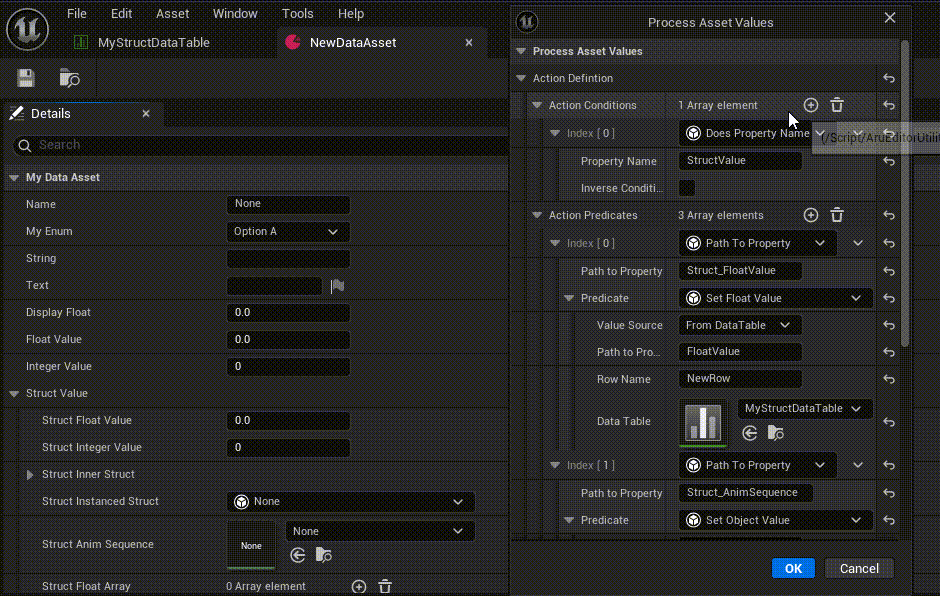 File Edit Asset Window Tools Help
MyStructDataTable
NewDataAsset
Details
Search
My Data Asset
Name None
My Enum Option A
String
Text
Display Float 0.0
Float Value 0.0
Integer Value 0
Struct Value
Struct Float Value 0.0
Struct Integer Value 0
Struct Inner Struct
Struct Instanced Struct None
Struct Anim Sequence None None
Struct Float Array 0 Array element
Process Asset Values
Process Asset Values
Action Defintion
Action Conditions 1 Array element
Index [ 0 ] Does Property Name
(/Script/AruEditorUtilit
Property Name StructValue
Inverse Conditi...
Action Predicates 3 Array elements
Index [ 0 ] Path To Property
Path to Property Struct_FloatValue
Predicate Set Float Value
Value Source From DataTable
Path to Pro... FloatValue
Row Name NewRow
Data Table MyStructDataTable
Index [ 1 ] Path To Property
Path to Property Struct_AnimSequence
Predicate Set Object Value
OK Cancel